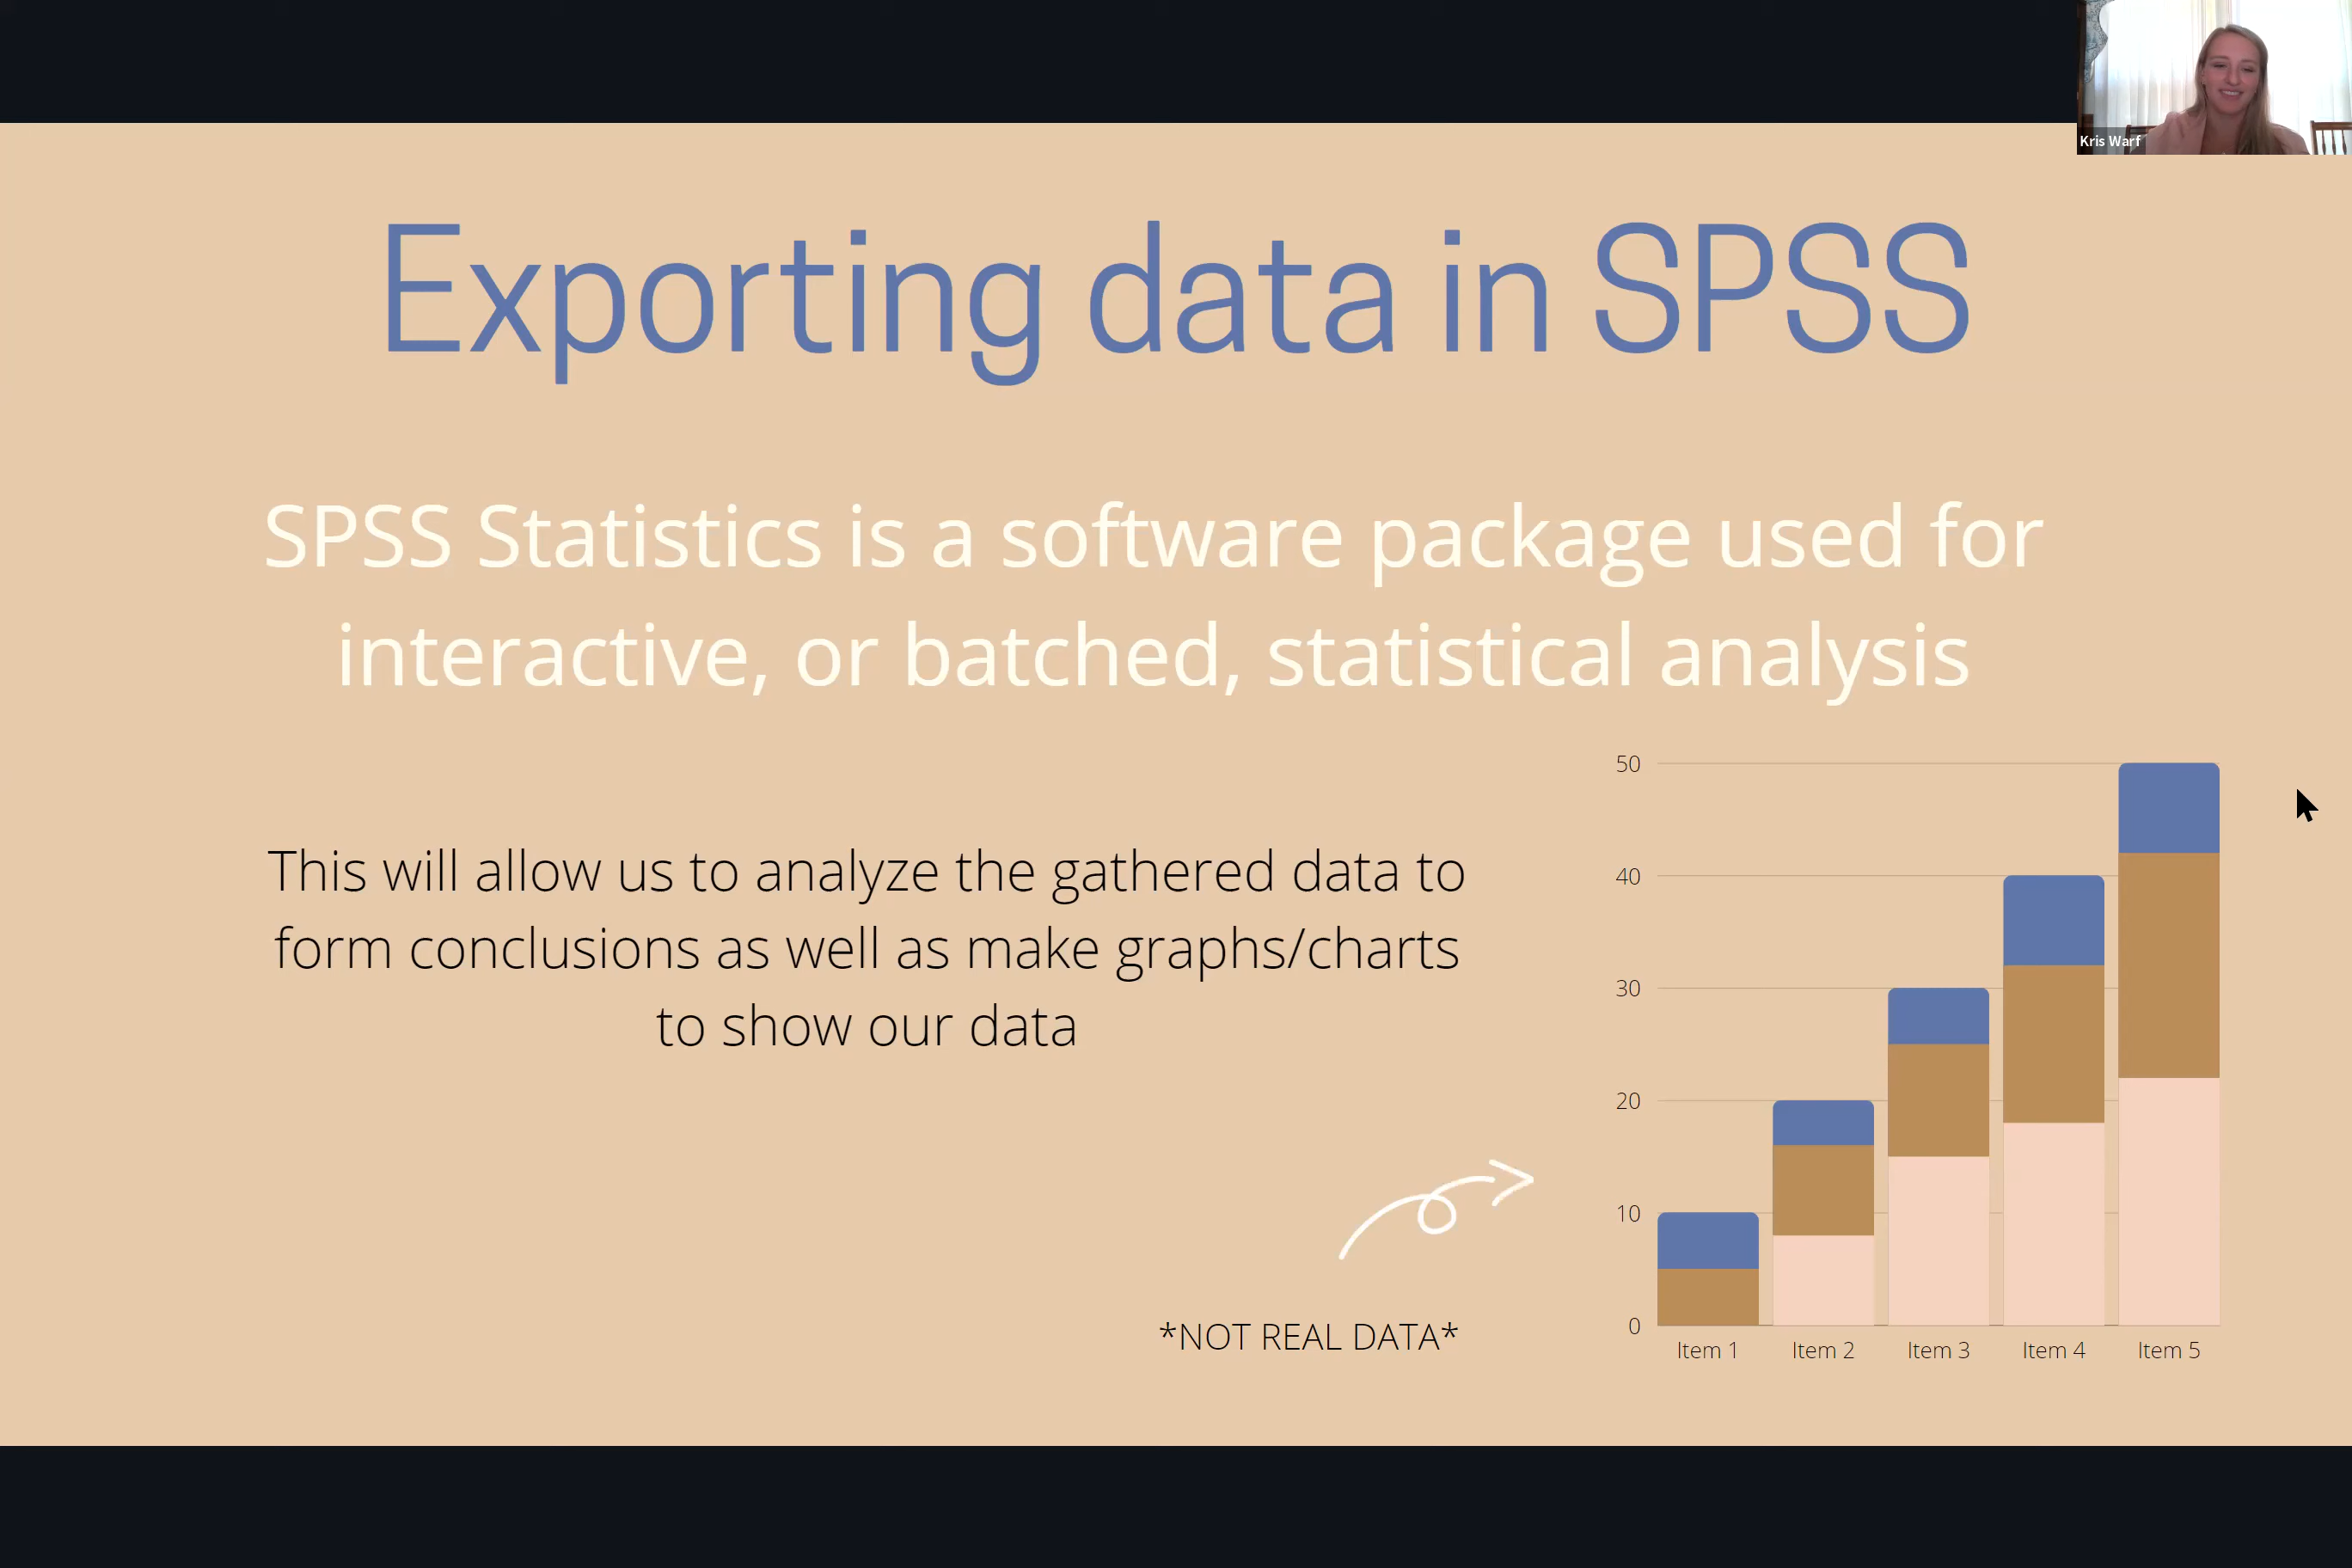 Kris Warf
Exporting data in SPSS
SPSS Statistics is a software package used for
interactive, or batched, statistical analysis
This will allow us to analyze the gathered data to
form conclusions as well as make graphs/charts
to show our data
*NOT REAL DATA*
50
40
30
20
10
0
Item 1 Item 2 Item 3 Item 4 Item 5